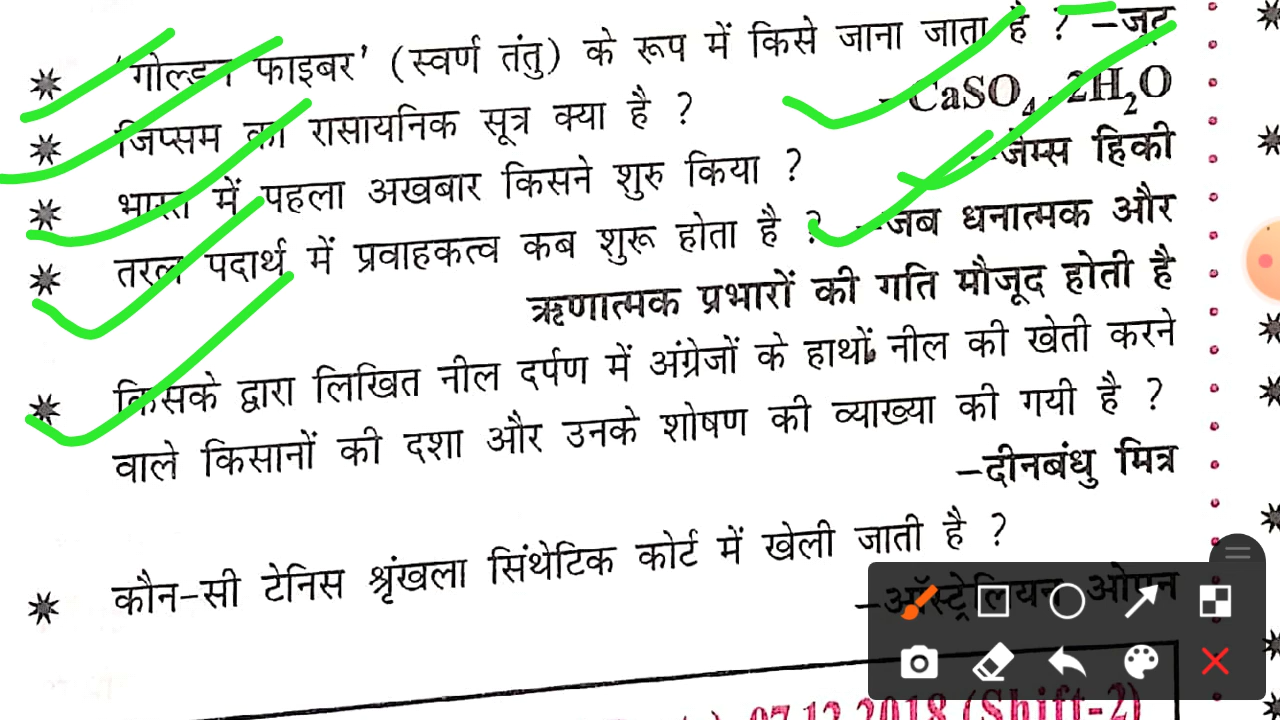 'गोल्डन फाइबर' (स्वर्ण तंतु) के रूप में किसे जाना जाता है ? –जूट
जिप्सम का रासायनिक सूत्र क्या है ? –CaSO₄.2H₂O
भारत में पहला अखबार किसने शुरु किया ? –जेम्स हिकी
तरल पदार्थ में प्रवाहकत्व कब शुरू होता है ? –जब धनात्मक और
ऋणात्मक प्रभारों की गति मौजूद होती है
किसके द्वारा लिखित नील दर्पण में अंग्रेजों के हाथों नील की खेती करने
वाले किसानों की दशा और उनके शोषण की व्याख्या की गयी है ?
–दीनबंधु मित्र
कौन-सी टेनिस श्रृंखला सिंथेटिक कोर्ट में खेली जाती है ?
–ऑस्ट्रेलियन ओपन
07.12.2018 (Shift-2)